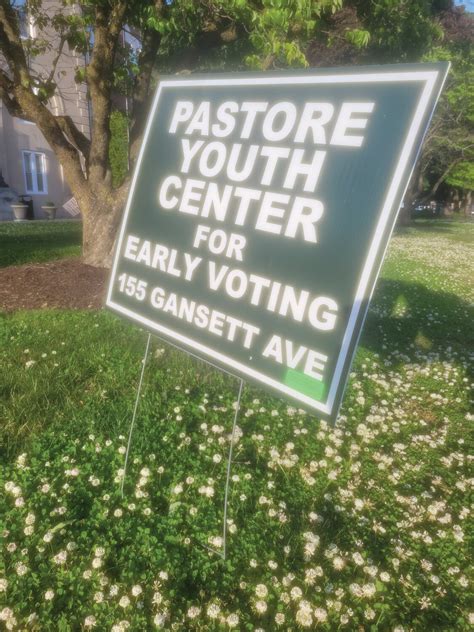 PASTORE
YOUTH
CENTER
FOR
EARLY VOTING
155 GANSETT AVE